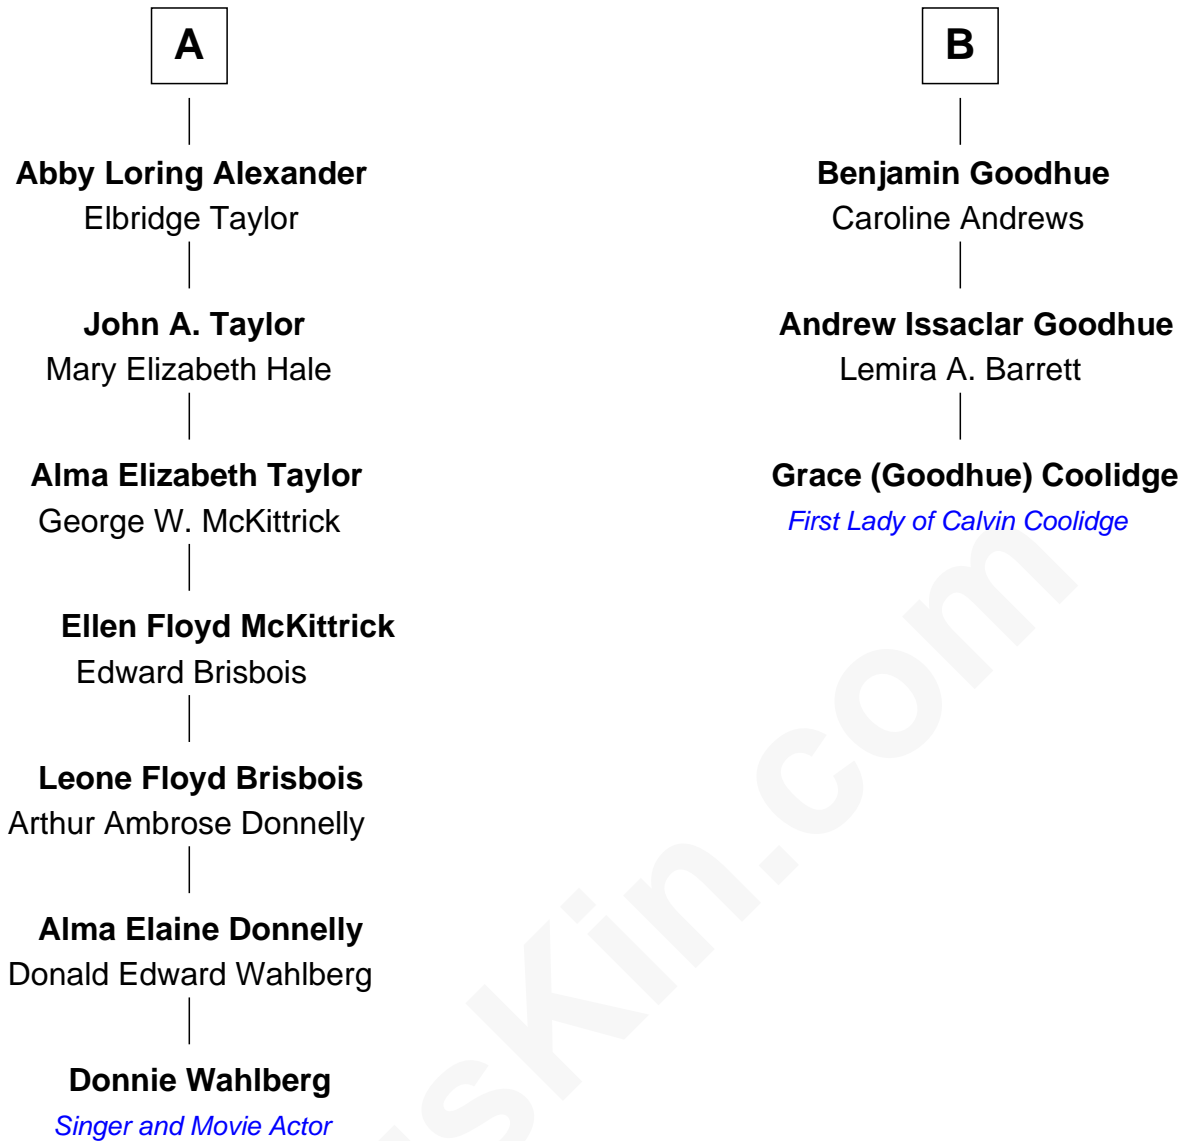 A
Abby Loring Alexander
Elbridge Taylor
John A. Taylor
Mary Elizabeth Hale
Alma Elizabeth Taylor
George W. McKittrick
Ellen Floyd McKittrick
Edward Brisbois
Leone Floyd Brisbois
Arthur Ambrose Donnelly
Alma Elaine Donnelly
Donald Edward Wahlberg
Donnie Wahlberg
Singer and Movie Actor
B
Benjamin Goodhue
Caroline Andrews
Andrew Issaclar Goodhue
Lemira A. Barrett
Grace (Goodhue) Coolidge
First Lady of Calvin Coolidge
usKin.com